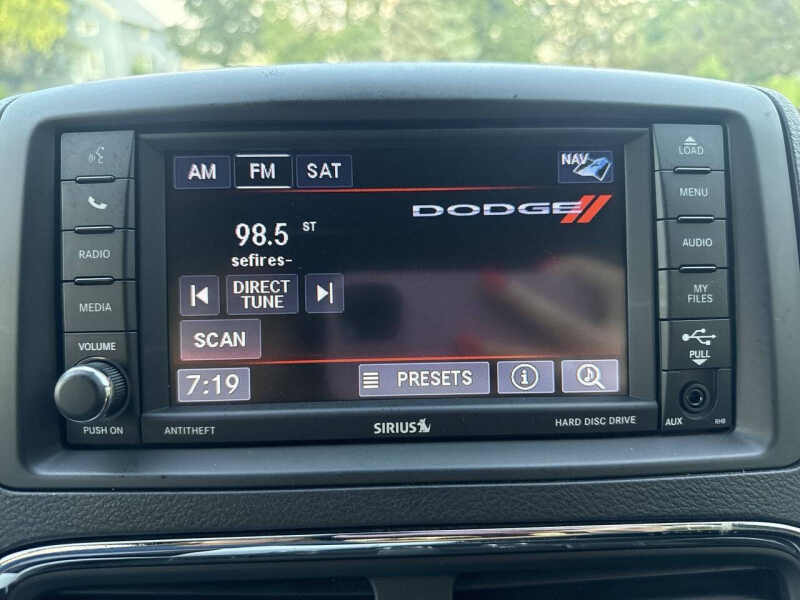 AM FM SAT NAV
DODGE
98.5 ST
sefires-
DIRECT
TUNE
SCAN
7:19 PRESETS i
RADIO
MEDIA
VOLUME
PUSH ON
LOAD
MENU
AUDIO
MY
FILES
PULL
AUX RHB
ANTITHEFT SIRIUS HARD DISC DRIVE